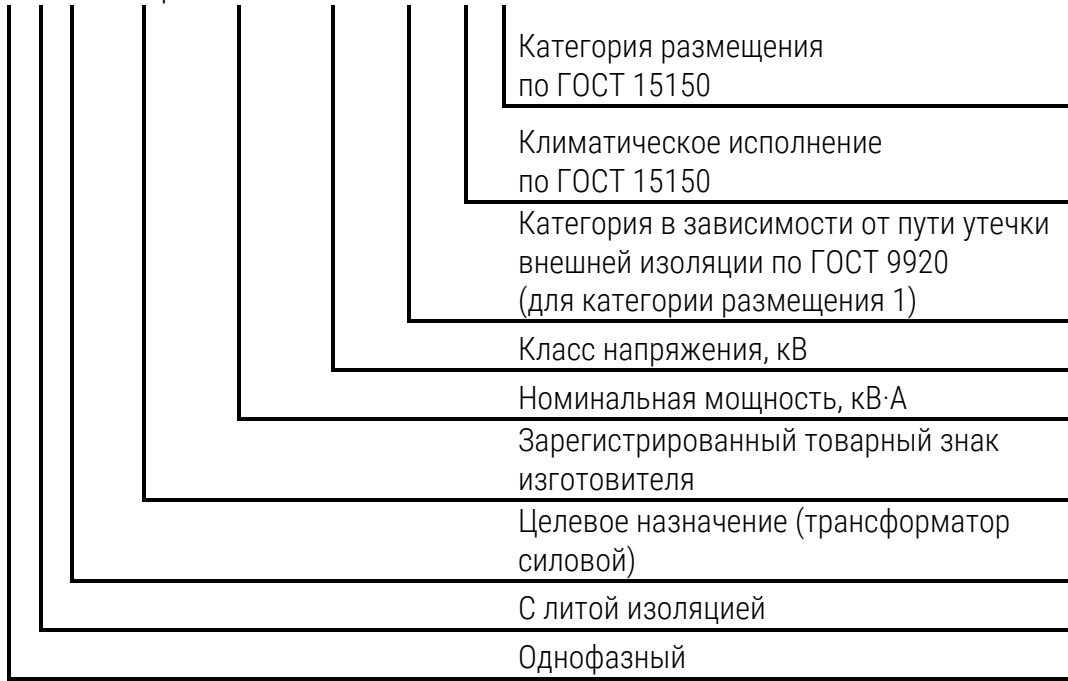 Категория размещения
по ГОСТ 15150
Климатическое исполнение
по ГОСТ 15150
Категория в зависимости от пути утечки
внешней изоляции по ГОСТ 9920
(для категории размещения 1)
Класс напряжения, кВ
Номинальная мощность, кВ·А
Зарегистрированный товарный знак
изготовителя
Целевое назначение (трансформатор
силовой)
С литой изоляцией
Однофазный